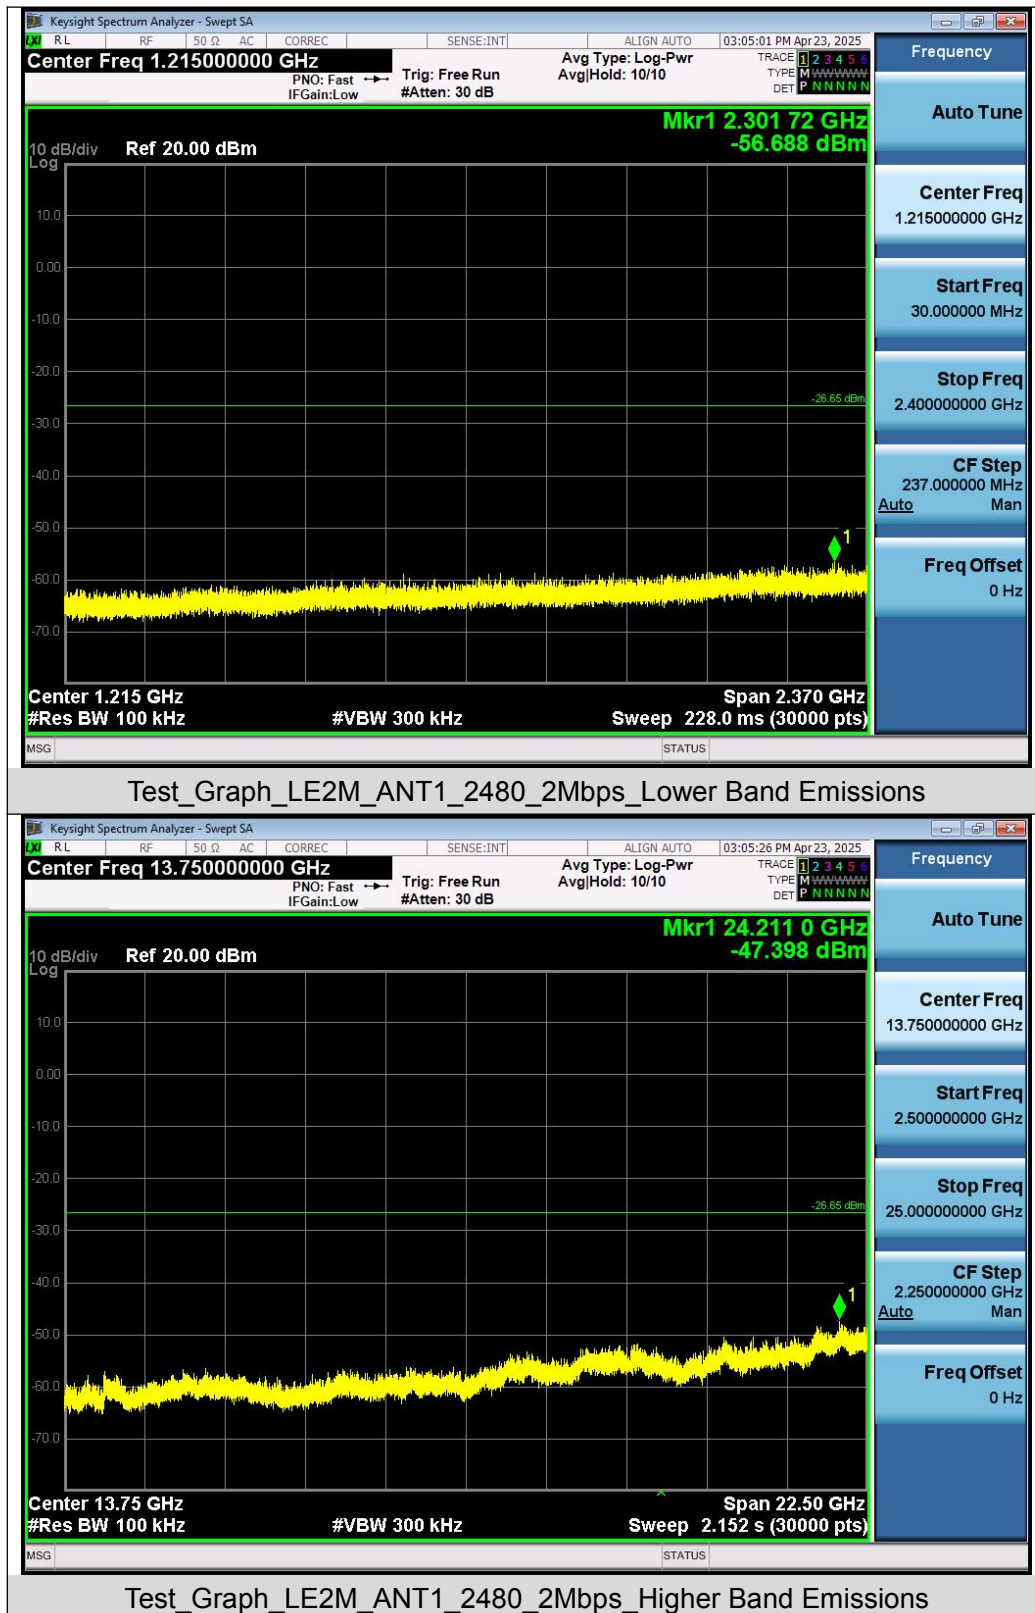 Keysight Spectrum Analyzer - Swept SA
LXI RL RF 50 Ω AC CORREC SENSE:INT ALIGN AUTO 03:05:01 PM Apr 23, 2025
Center Freq 1.215000000 GHz Avg Type: Log-Pwr TRACE 1 2 3 4 5 6
PNO: Fast Trig: Free Run Avg|Hold: 10/10 TYPE M W W W W W
IFGain:Low #Atten: 30 dB DET P N N N N N
Frequency
Auto Tune
Mkr1 2.301 72 GHz
-56.688 dBm
10 dB/div Ref 20.00 dBm
Log
10.0
0.00
-10.0
-20.0
-26.65 dBm
-30.0
-40.0
-50.0
1
-60.0
-70.0
Center Freq
1.215000000 GHz
Start Freq
30.000000 MHz
Stop Freq
2.400000000 GHz
CF Step
237.000000 MHz
Auto Man
Freq Offset
0 Hz
Center 1.215 GHz Span 2.370 GHz
#Res BW 100 kHz #VBW 300 kHz Sweep 228.0 ms (30000 pts)
MSG STATUS
Test_Graph_LE2M_ANT1_2480_2Mbps_Lower Band Emissions
Keysight Spectrum Analyzer - Swept SA
LXI RL RF 50 Ω AC CORREC SENSE:INT ALIGN AUTO 03:05:26 PM Apr 23, 2025
Center Freq 13.750000000 GHz Avg Type: Log-Pwr TRACE 1 2 3 4 5 6
PNO: Fast Trig: Free Run Avg|Hold: 10/10 TYPE M W W W W W
IFGain:Low #Atten: 30 dB DET P N N N N N
Frequency
Auto Tune
Mkr1 24.211 0 GHz
-47.398 dBm
10 dB/div Ref 20.00 dBm
Log
10.0
0.00
-10.0
-20.0
-26.65 dBm
-30.0
-40.0
1
-50.0
-60.0
-70.0
Center Freq
13.750000000 GHz
Start Freq
2.500000000 GHz
Stop Freq
25.000000000 GHz
CF Step
2.250000000 GHz
Auto Man
Freq Offset
0 Hz
Center 13.75 GHz Span 22.50 GHz
#Res BW 100 kHz #VBW 300 kHz Sweep 2.152 s (30000 pts)
MSG STATUS
Test_Graph_LE2M_ANT1_2480_2Mbps_Higher Band Emissions